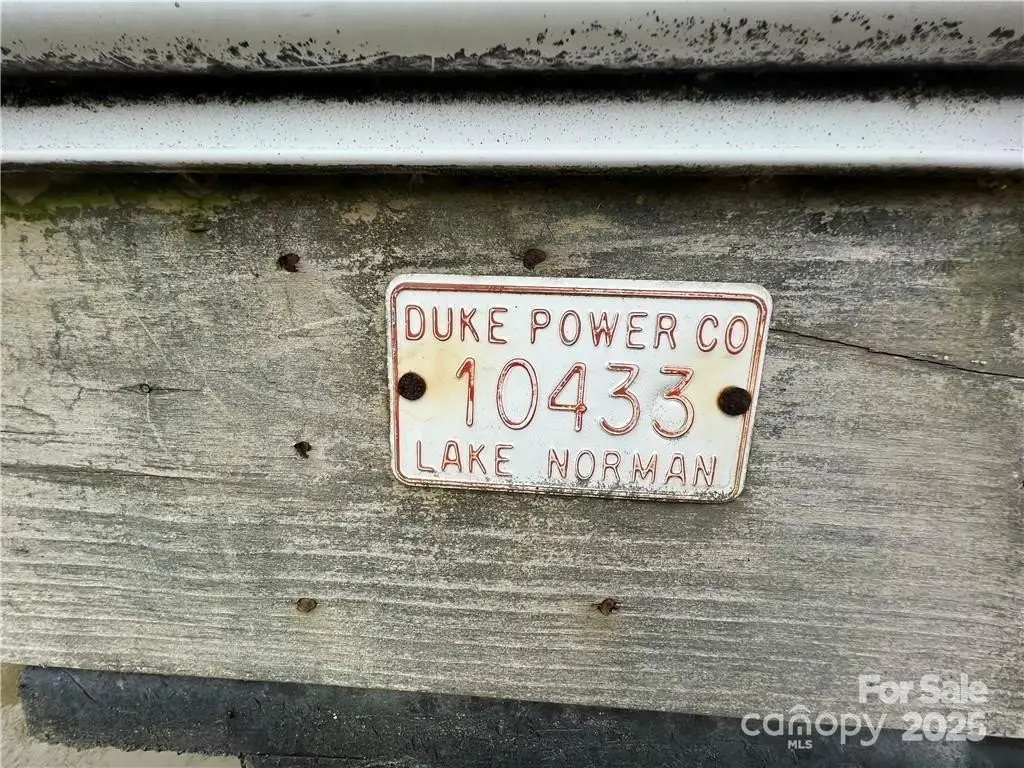 DUKE POWER CO
10433
LAKE NORMAN
For Sale
canopy 2025
MLS